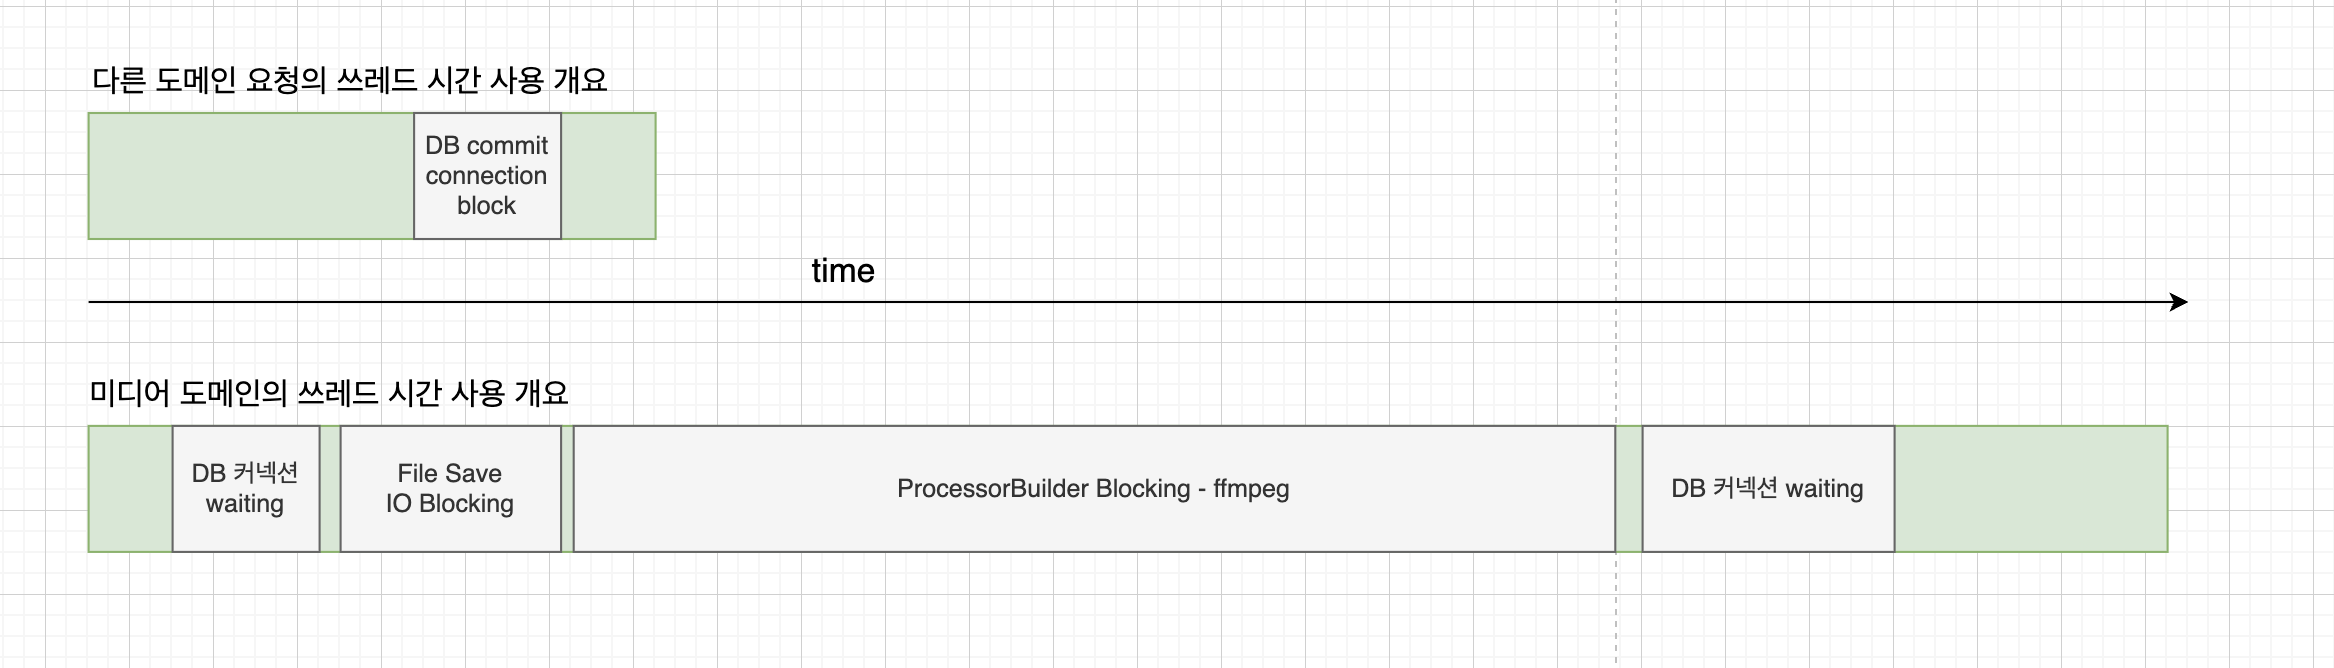 다른 도메인 요청의 쓰레드 시간 사용 개요
DB commit
connection
block
time
미디어 도메인의 쓰레드 시간 사용 개요
DB 커넥션
waiting
File Save
IO Blocking
ProcessorBuilder Blocking - ffmpeg
DB 커넥션 waiting